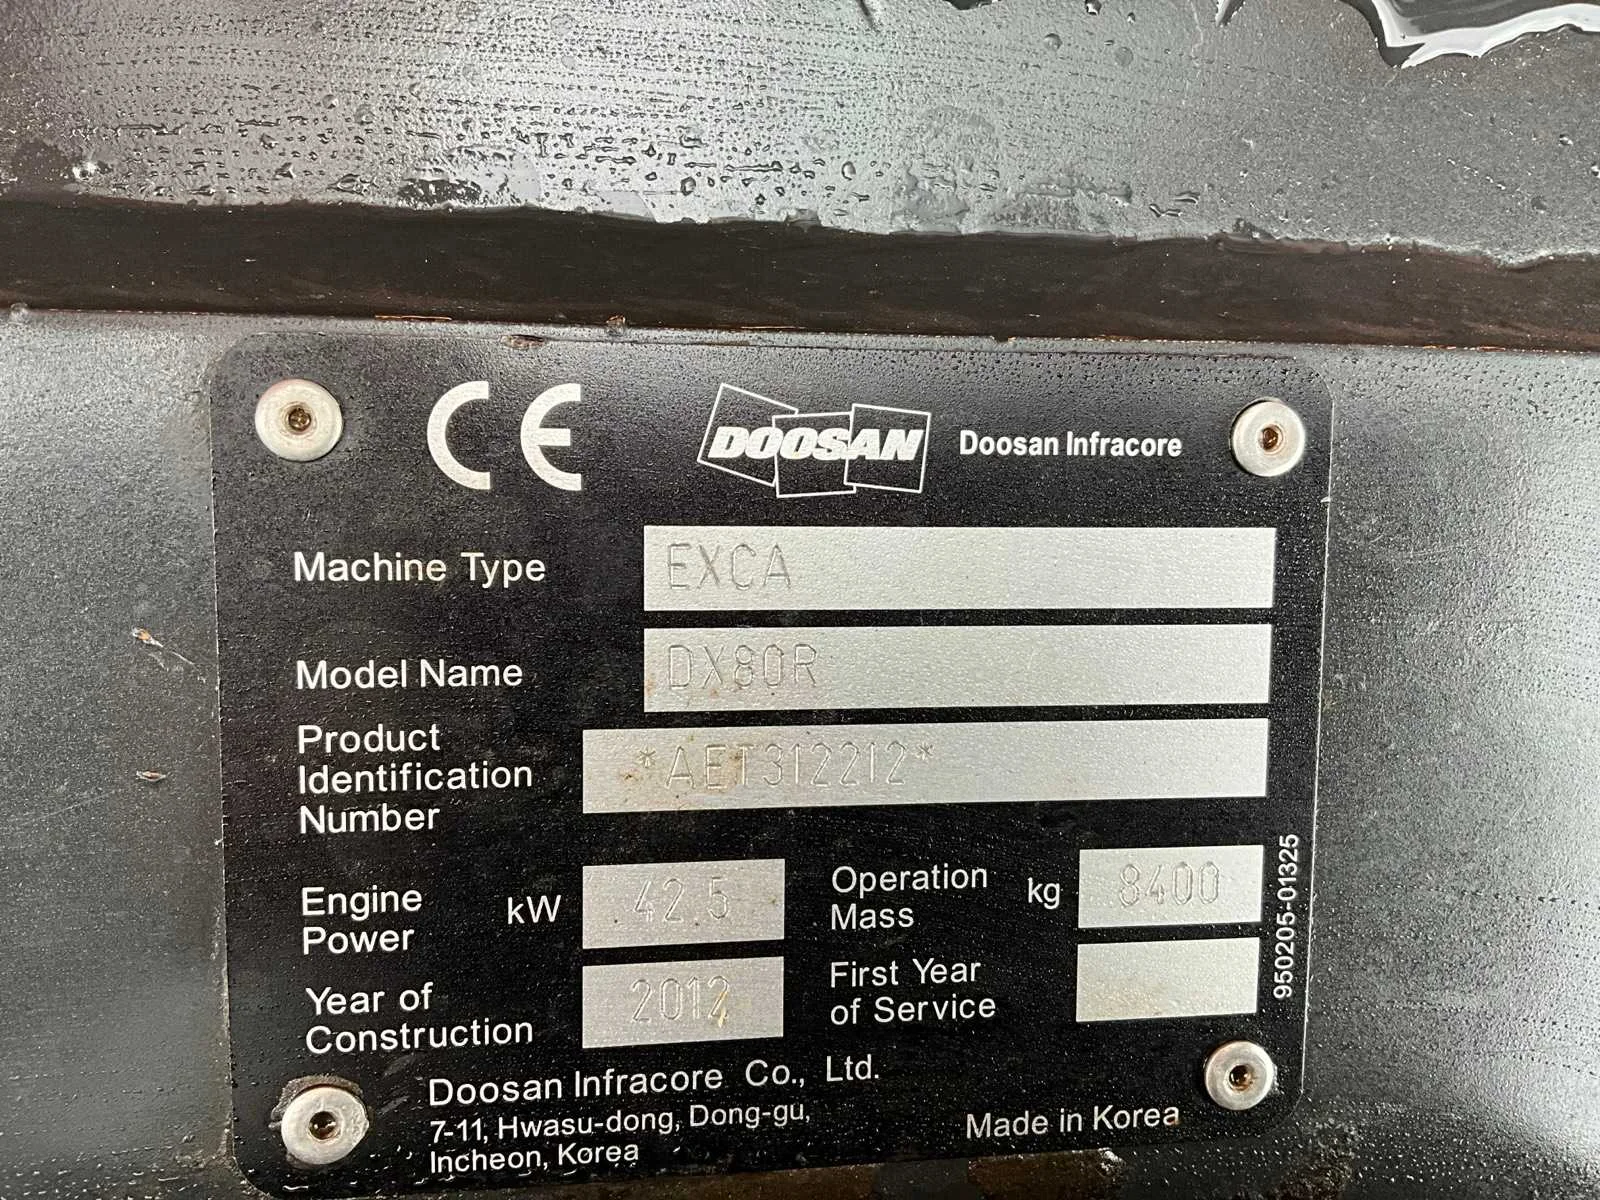 CE DOOSAN Doosan Infracore
Machine Type EXCA
Model Name DX80R
Product
Identification
Number
*AET312212*
Engine
Power
kW 42.5
Operation
Mass
kg 8400
Year of
Construction
2012
First Year
of Service
950205-01325
Doosan Infracore Co., Ltd.
7-11, Hwasu-dong, Dong-gu,
Incheon, Korea
Made in Korea